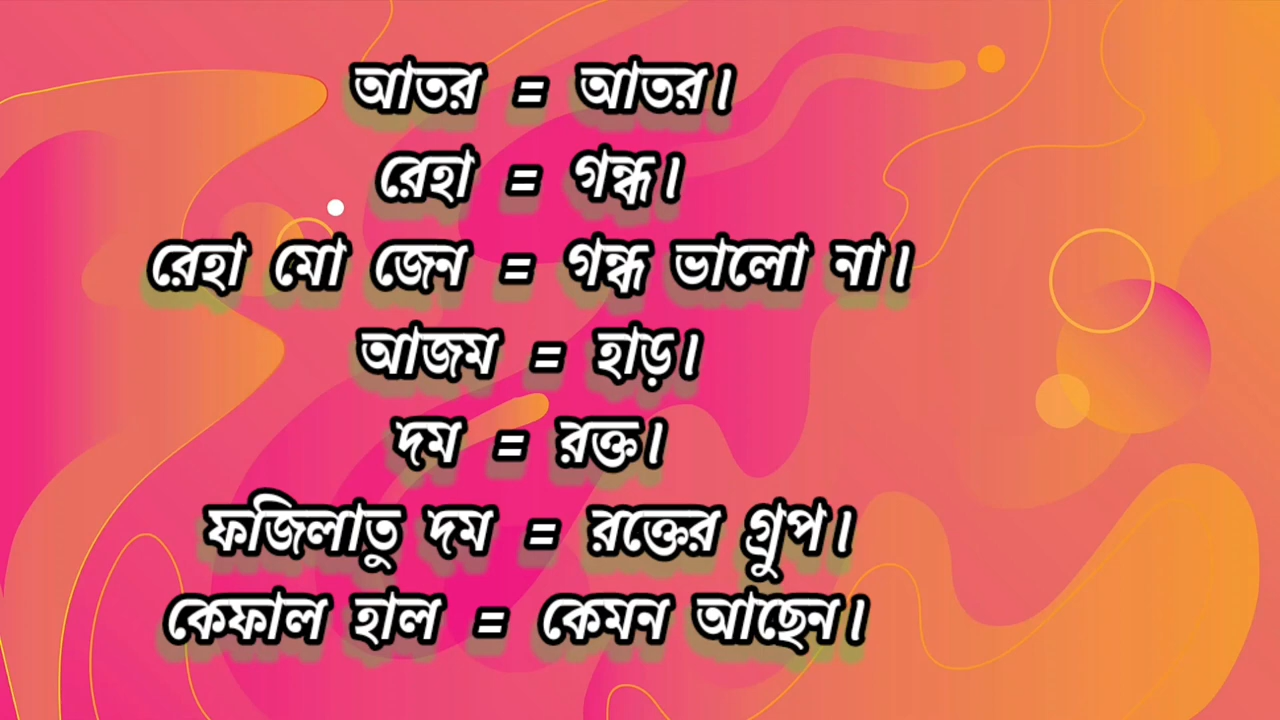 আতর = আতর।
রেহা = গন্ধ।
রেহা মো জেন = গন্ধ ভালো না।
আজম = হাড়।
দম = রক্ত।
ফজিলাতু দম = রক্তের গ্রুপ।
কেফাল হাল = কেমন আছেন।